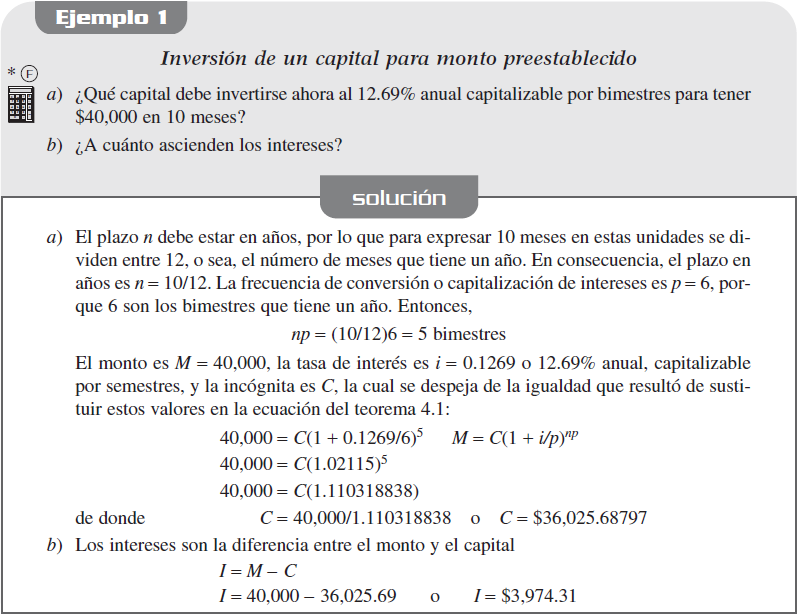 Ejemplo 1
Inversión de un capital para monto preestablecido
* F
a) ¿Qué capital debe invertirse ahora al 12.69% anual capitalizable por bimestres para tener
$40,000 en 10 meses?
b) ¿A cuánto ascienden los intereses?
solución
a) El plazo n debe estar en años, por lo que para expresar 10 meses en estas unidades se di-
viden entre 12, o sea, el número de meses que tiene un año. En consecuencia, el plazo en
años es n = 10/12. La frecuencia de conversión o capitalización de intereses es p = 6, por-
que 6 son los bimestres que tiene un año. Entonces,
np = (10/12)6 = 5 bimestres
El monto es M = 40,000, la tasa de interés es i = 0.1269 o 12.69% anual, capitalizable
por semestres, y la incógnita es C, la cual se despeja de la igualdad que resultó de susti-
tuir estos valores en la ecuación del teorema 4.1:
40,000 = C(1 + 0.1269/6)⁵ M = C(1 + i/p)ⁿᵖ
40,000 = C(1.02115)⁵
40,000 = C(1.110318838)
de donde C = 40,000/1.110318838 o C = $36,025.68797
b) Los intereses son la diferencia entre el monto y el capital
I = M – C
I = 40,000 – 36,025.69 o I = $3,974.31